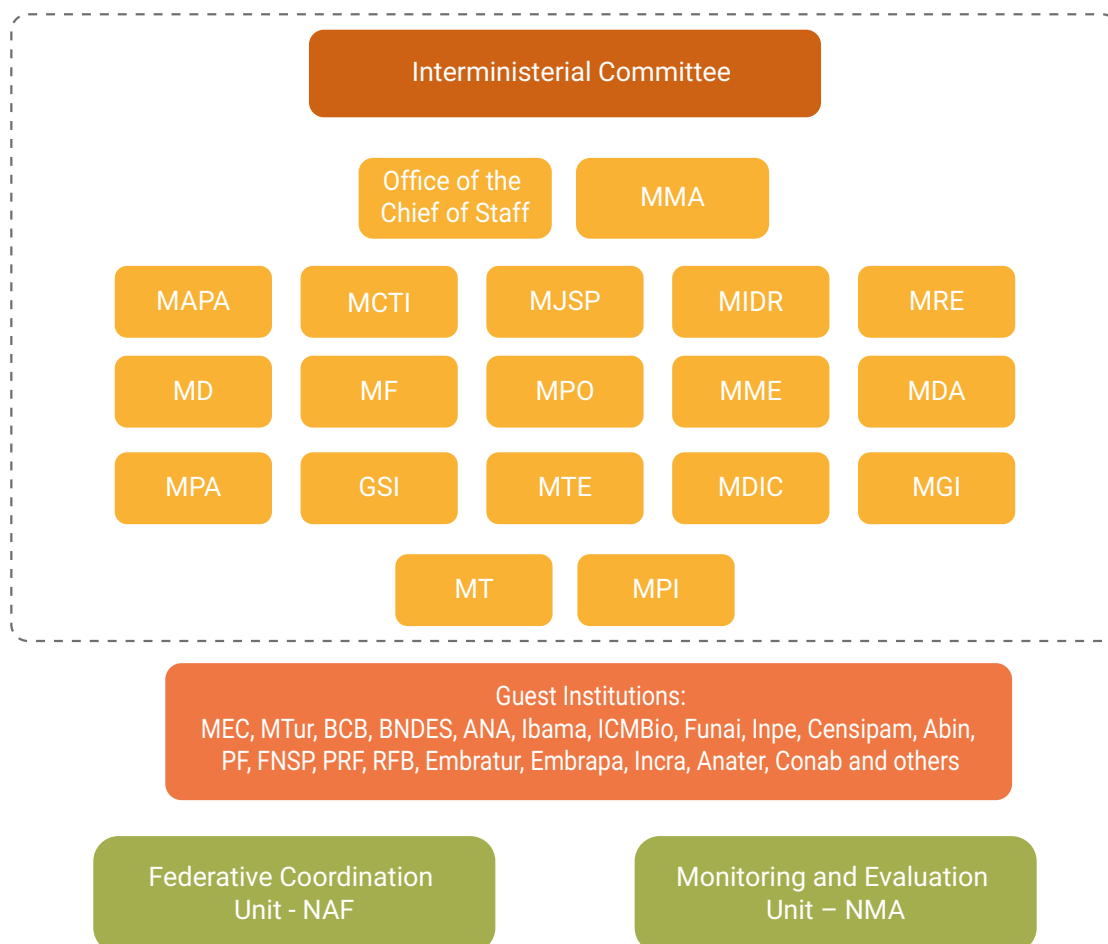 Interministerial Committee
Office of the
Chief of Staff
MMA
MAPA
MCTI
MJSP
MIDR
MRE
MD
MF
MPO
MME
MDA
MPA
GSI
MTE
MDIC
MGI
MT
MPI
Guest Institutions:
MEC, MTur, BCB, BNDES, ANA, Ibama, ICMBio, Funai, Inpe, Censipam, Abin,
PF, FNSP, PRF, RFB, Embratur, Embrapa, Incra, Anater, Conab and others
Federative Coordination
Unit - NAF
Monitoring and Evaluation
Unit – NMA